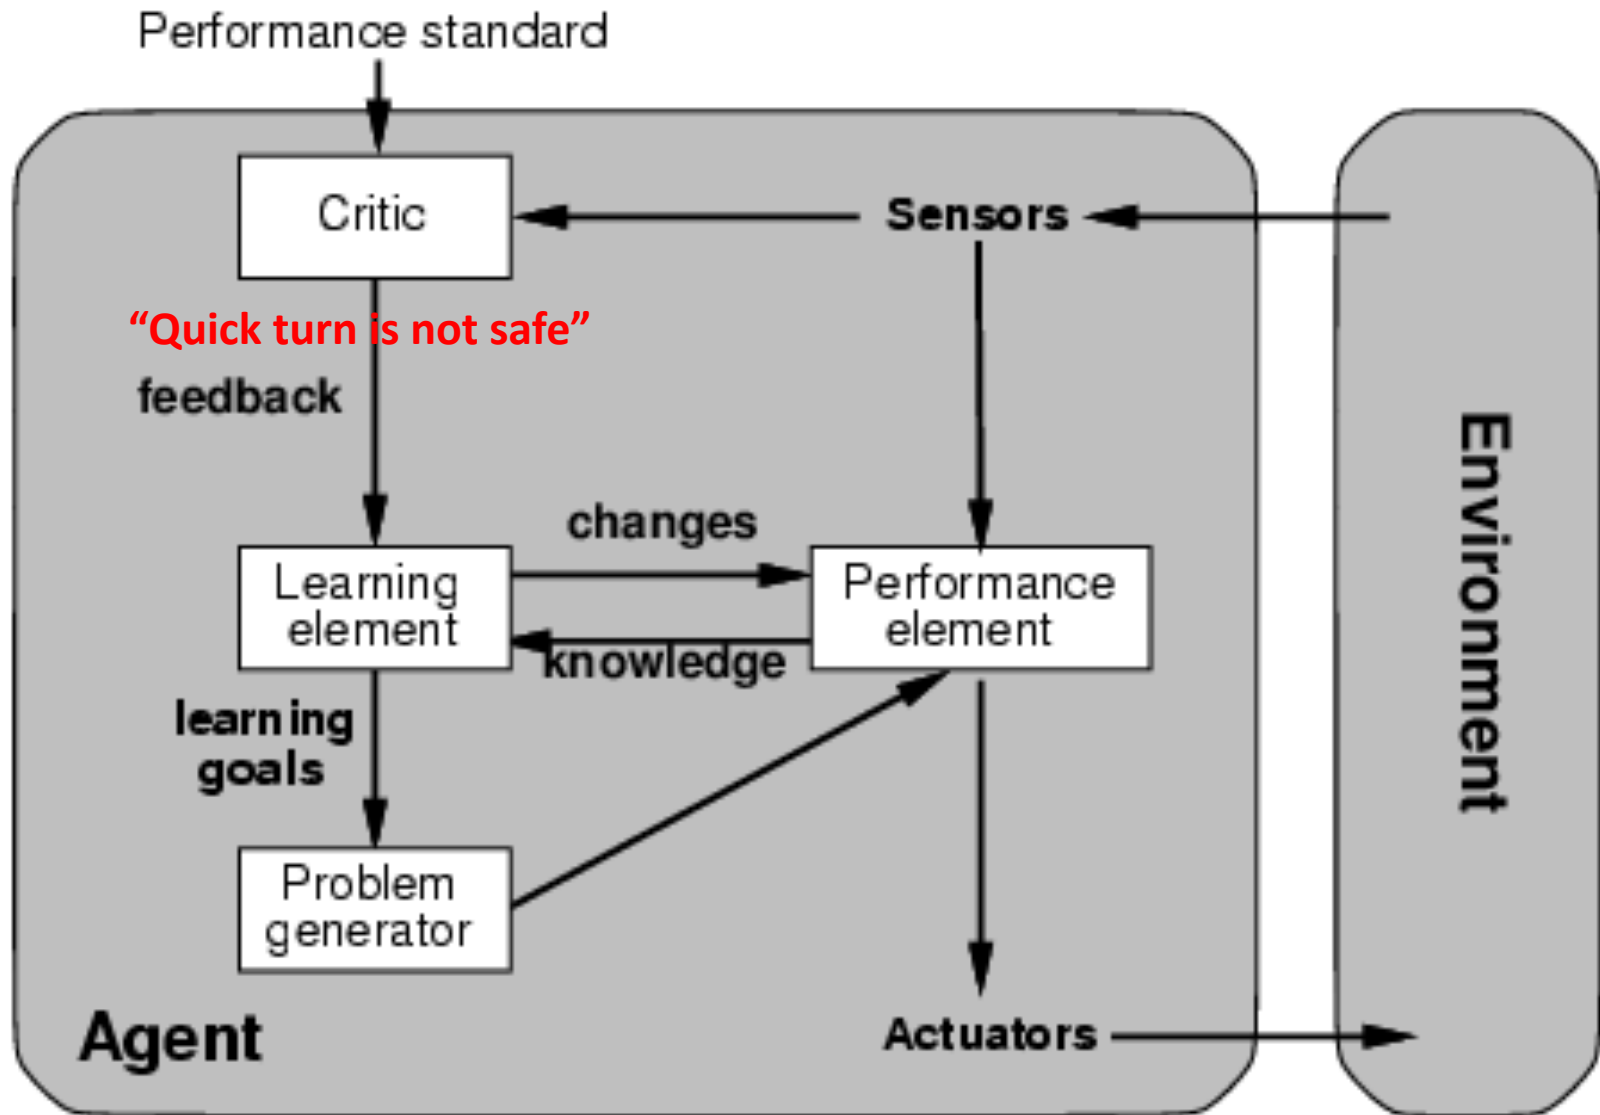 Performance standard
Critic
Sensors
“Quick turn is not safe”
feedback
changes
Learning
element
Performance
element
knowledge
learning
goals
Problem
generator
Agent
Actuators
Environment